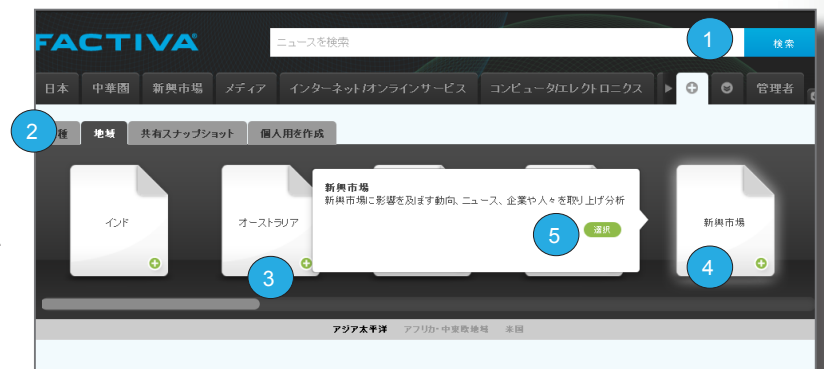 FACTIVA
ニュースを検索
1
検索
日本 中華圏 新興市場 メディア インターネット/オンラインサービス コンピュータ/エレクトロニクス 管理者
2
種 地域 共有スナップショット 個人用を作成
インド
オーストラリア
新興市場
新興市場に影響を及ぼす動向、ニュース、企業や人々を取り上げ分析
5
選択
新興市場
3
4
アジア太平洋 アフリカ・中東欧地域 米国